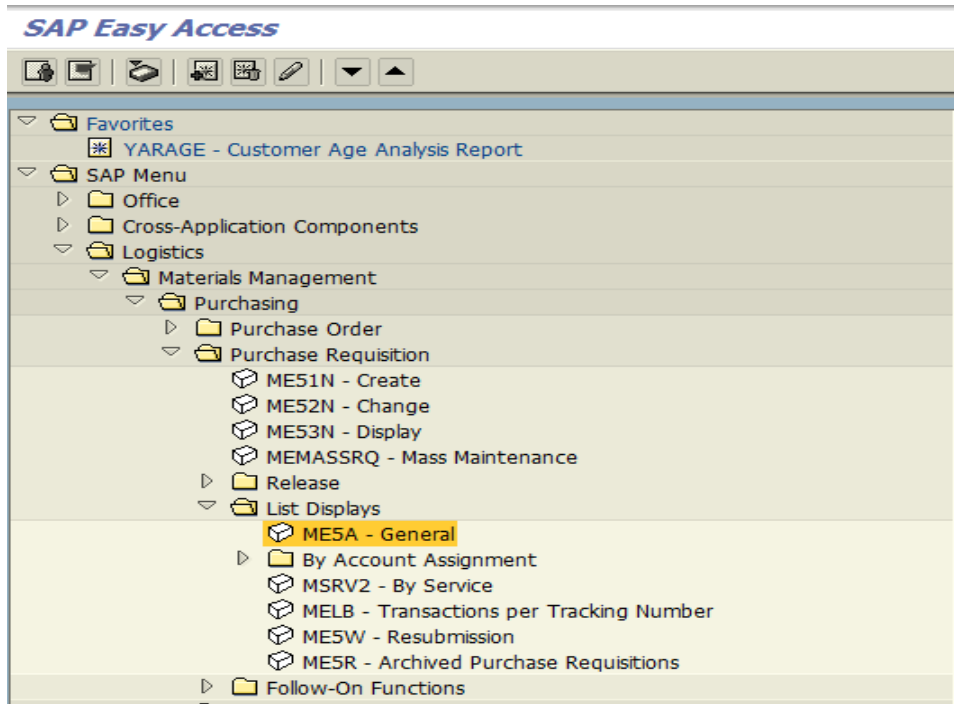 SAP Easy Access
Favorites
YARAGE - Customer Age Analysis Report
SAP Menu
Office
Cross-Application Components
Logistics
Materials Management
Purchasing
Purchase Order
Purchase Requisition
ME51N - Create
ME52N - Change
ME53N - Display
MEMASSRQ - Mass Maintenance
Release
List Displays
ME5A - General
By Account Assignment
MSRV2 - By Service
MELB - Transactions per Tracking Number
ME5W - Resubmission
ME5R - Archived Purchase Requisitions
Follow-On Functions